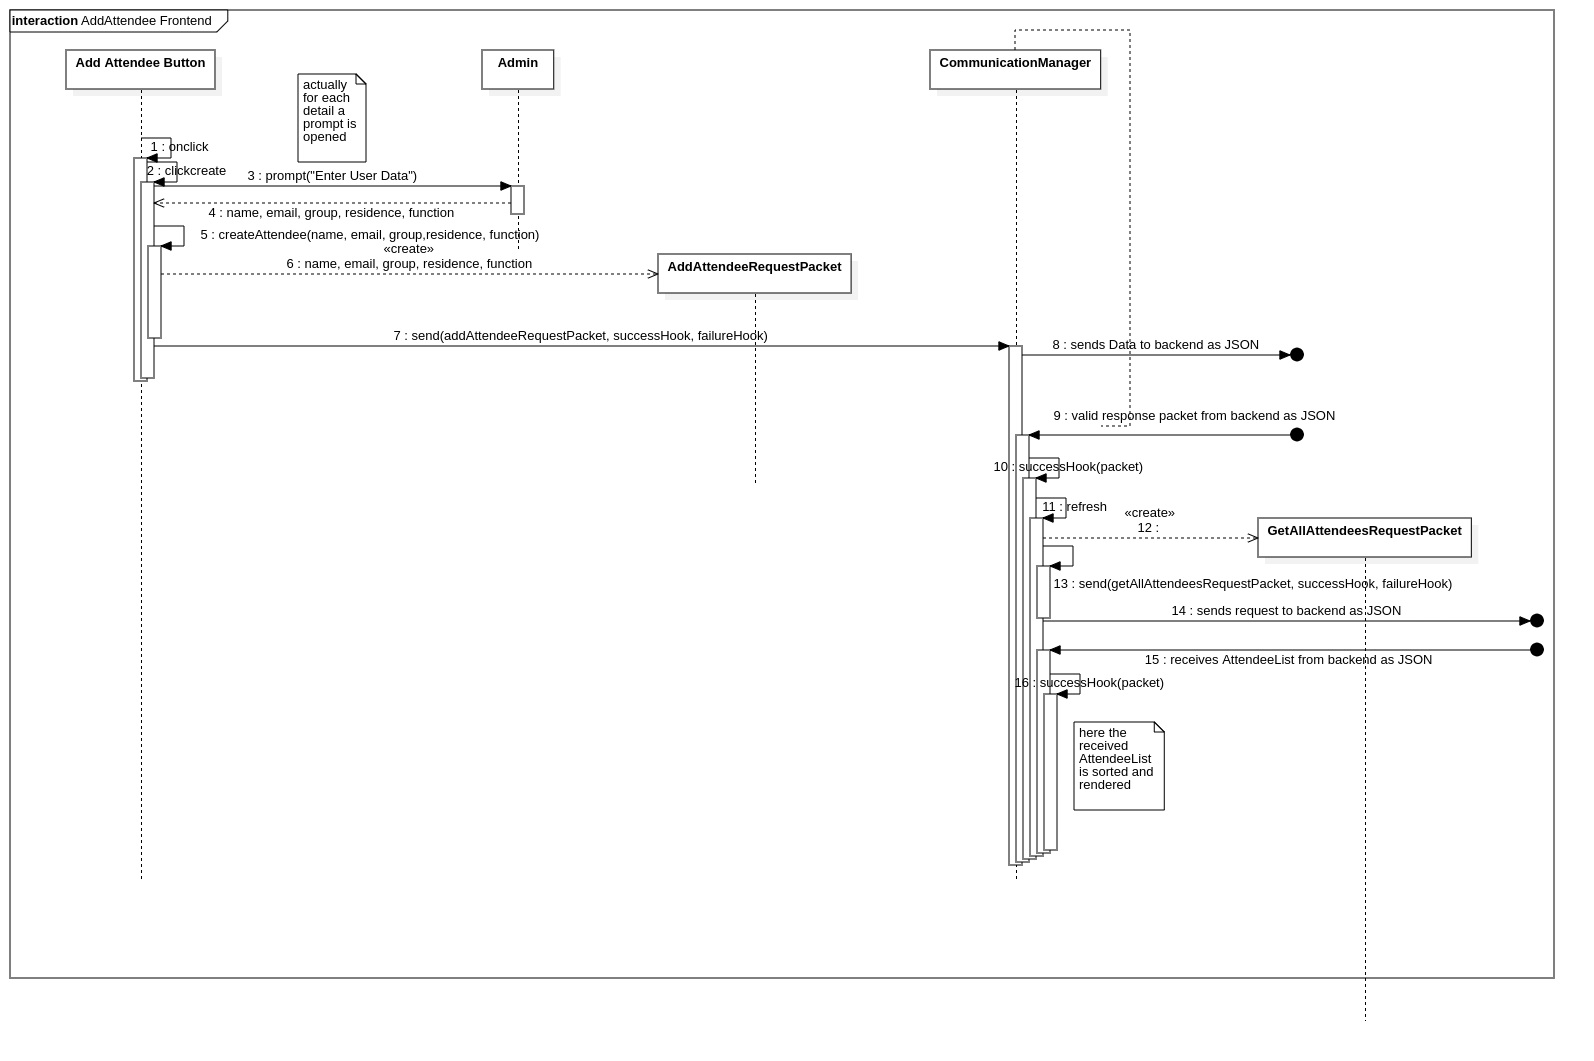 interaction AddAttendee Frontend
Add Attendee Button
Admin
CommunicationManager
actually
for each
detail a
prompt is
opened
1 : onclick
2 : clickcreate
3 : prompt("Enter User Data")
4 : name, email, group, residence, function
5 : createAttendee(name, email, group,residence, function)
«create»
6 : name, email, group, residence, function
AddAttendeeRequestPacket
7 : send(addAttendeeRequestPacket, successHook, failureHook)
8 : sends Data to backend as JSON
9 : valid response packet from backend as JSON
10 : successHook(packet)
11 : refresh
«create»
12 :
GetAllAttendeesRequestPacket
13 : send(getAllAttendeesRequestPacket, successHook, failureHook)
14 : sends request to backend as JSON
15 : receives AttendeeList from backend as JSON
16 : successHook(packet)
here the
received
AttendeeList
is sorted and
rendered